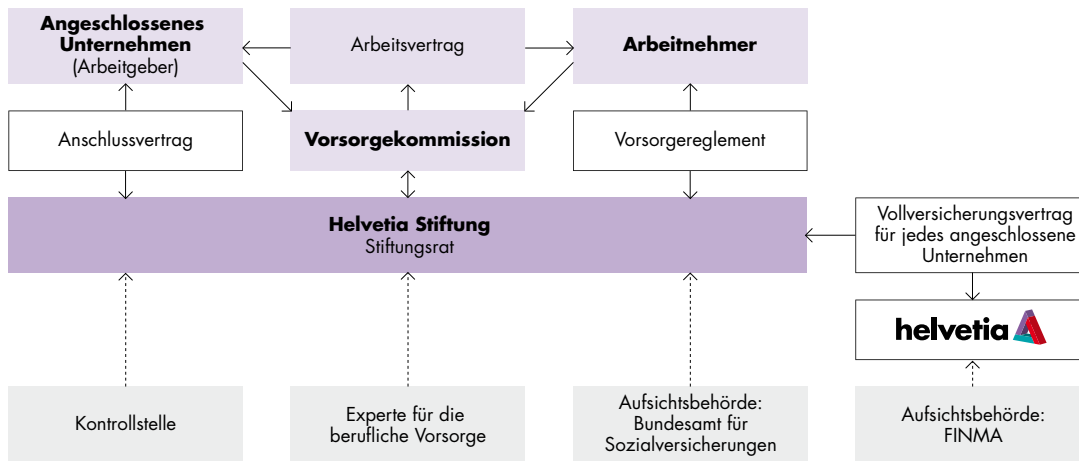 Angeschlossenes
Unternehmen
(Arbeitgeber)
Arbeitsvertrag
Arbeitnehmer
Anschlussvertrag
Vorsorgekommission
Vorsorgereglement
Helvetia Stiftung
Stiftungsrat
Vollversicherungsvertrag
für jedes angeschlossene
Unternehmen
helvetia
Kontrollstelle
Experte für die
berufliche Vorsorge
Aufsichtsbehörde:
Bundesamt für
Sozialversicherungen
Aufsichtsbehörde:
FINMA